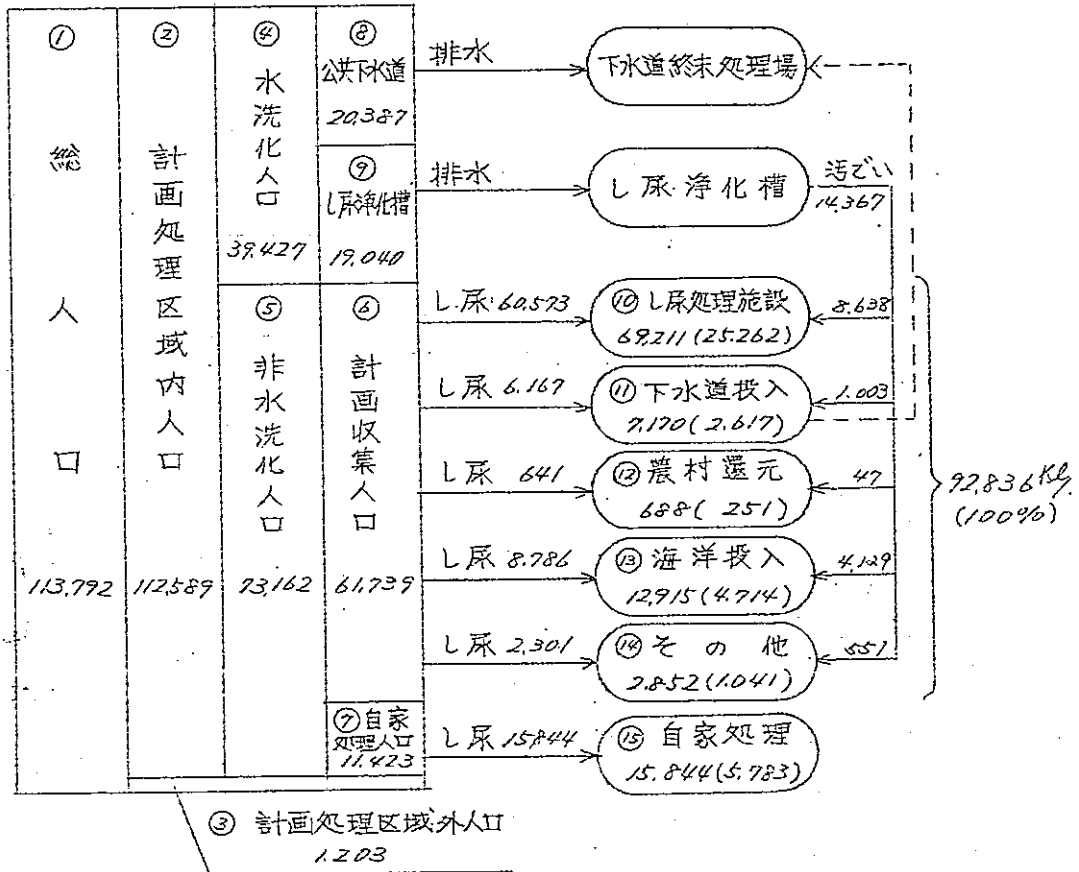 ①
総人口
113,792
②
計画処理区域内人口
112,589
④
水洗化人口
39,427
⑤
非水洗化人口
73,162
⑧
公共下水道
20,387
⑨
し尿浄化槽
19,040
⑥
計画収集人口
61,739
⑦自家
処理人口
11,423
③ 計画処理区域外人口
1,203
排水
下水道終末処理場
排水
し尿浄化槽
汚でい
14,367
し尿 60,573
⑩し尿処理施設
69,211(25,262)
8,638
し尿 6,167
⑪下水道投入
7,170(2,617)
1,003
し尿 641
⑫農村還元
688( 251)
47
し尿 8,786
⑬海洋投入
12,915(4,714)
4,129
し尿 2,301
⑭その他
2,852(1,041)
551
し尿 15,844
⑮自家処理
15,844(5,783)
92,836
(100%)